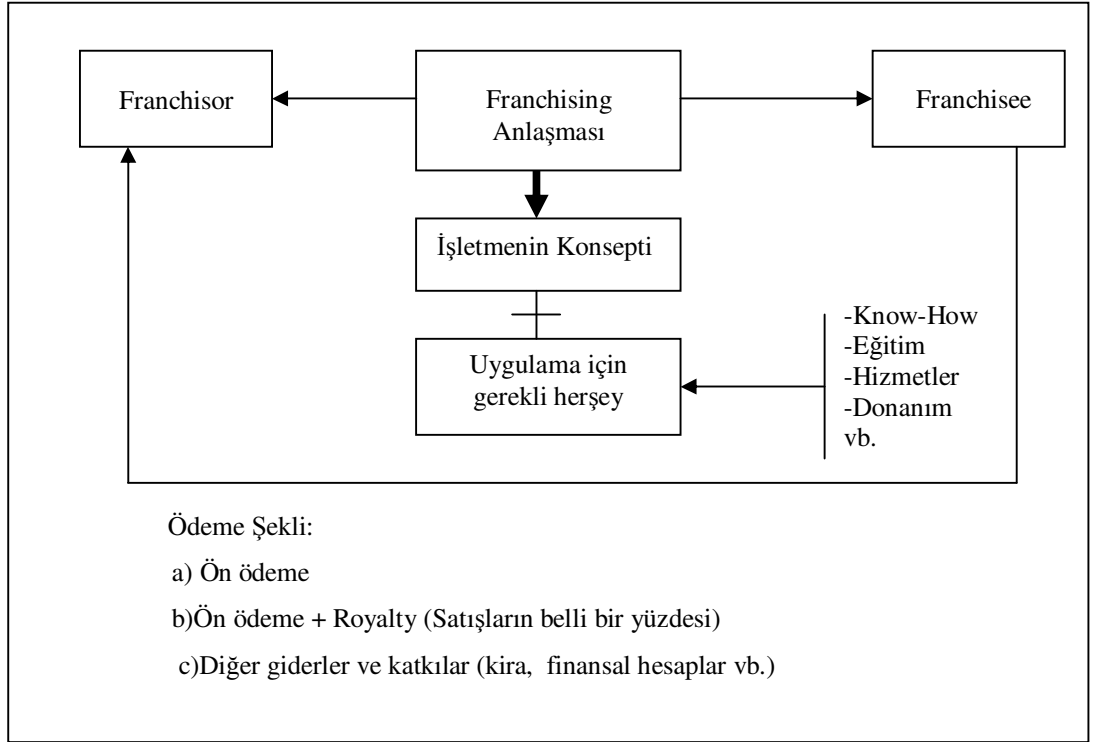 Franchisor
Franchising
Anlaşması
Franchisee
İşletmenin Konsepti
Uygulama için
gerekli herşey
-Know-How
-Eğitim
-Hizmetler
-Donanım
vb.
Ödeme Şekli:
a) Ön ödeme
b)Ön ödeme + Royalty (Satışların belli bir yüzdesi)
c)Diğer giderler ve katkılar (kira, finansal hesaplar vb.)